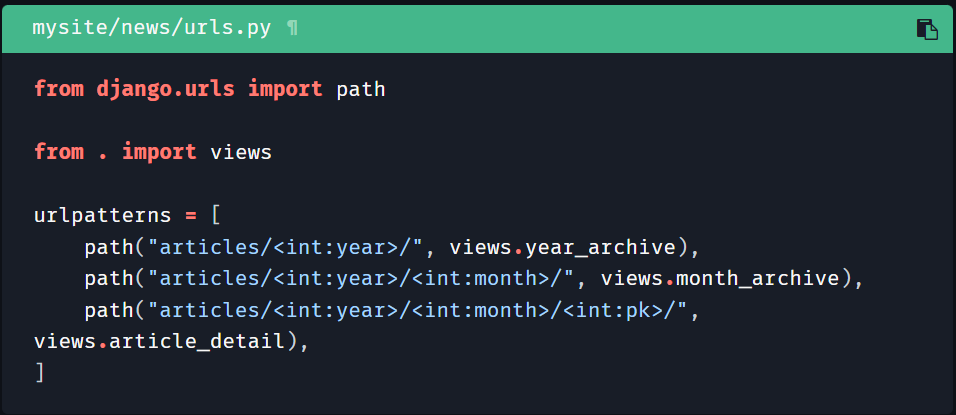 mysite/news/urls.py ¶
from django.urls import path
from . import views
urlpatterns = [
    path("articles/<int:year>/", views.year_archive),
    path("articles/<int:year>/<int:month>/", views.month_archive),
    path("articles/<int:year>/<int:month>/<int:pk>/",
views.article_detail),
]